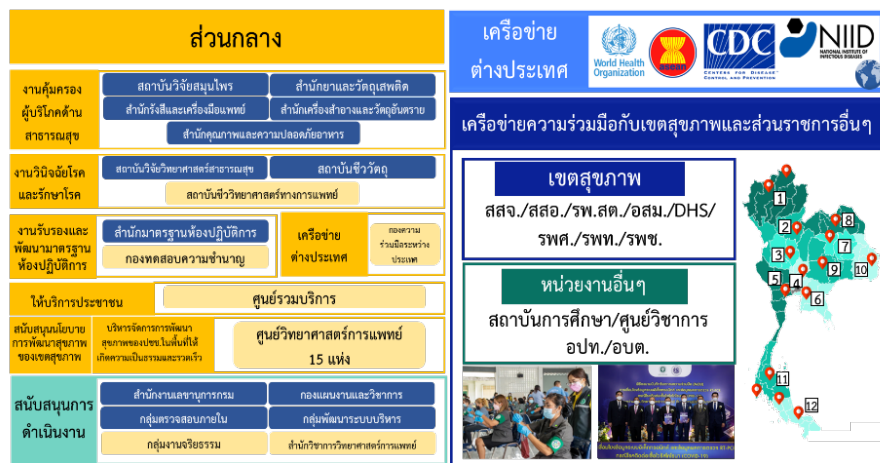 ส่วนกลาง
งานคุ้มครอง
ผู้บริโภคด้าน
สาธารณสุข
สถาบันวิจัยสมุนไพร
สำนักยาและวัตถุเสพติด
สำนักรังสีและเครื่องมือแพทย์
สำนักเครื่องสำอางและวัตถุอันตราย
สำนักคุณภาพและความปลอดภัยอาหาร
งานวินิจฉัยโรค
และรักษาโรค
สถาบันวิจัยวิทยาศาสตร์สาธารณสุข
สถาบันชีววัตถุ
สถาบันชีววิทยาศาสตร์ทางการแพทย์
งานรับรองและ
พัฒนามาตรฐาน
ห้องปฏิบัติการ
สำนักมาตรฐานห้องปฏิบัติการ
กองทดสอบความชำนาญ
เครือข่าย
ต่างประเทศ
กองความ
ร่วมมือระหว่าง
ประเทศ
ให้บริการประชาชน
ศูนย์รวมบริการ
สนับสนุนนโยบาย
การพัฒนาสุขภาพ
ของเขตสุขภาพ
บริหารจัดการการพัฒนา
สุขภาพของปชช.ในพื้นที่ให้
เกิดความเป็นธรรมและรวดเร็ว
ศูนย์วิทยาศาสตร์การแพทย์
15 แห่ง
สนับสนุนการ
ดำเนินงาน
สำนักงานเลขานุการกรม
กองแผนงานและวิชาการ
กลุ่มตรวจสอบภายใน
กลุ่มพัฒนาระบบบริหาร
กลุ่มงานจริยธรรม
สำนักวิชาการวิทยาศาสตร์การแพทย์
เครือข่าย
ต่างประเทศ
World Health
Organization
asean
CDC
CENTERS FOR DISEASE
CONTROL AND PREVENTION
NIID
NATIONAL INSTITUTE OF
INFECTIOUS DISEASES
เครือข่ายความร่วมมือกับเขตสุขภาพและส่วนราชการอื่นๆ
เขตสุขภาพ
สสจ./สสอ./รพ.สต./อสม./DHS/
รพศ./รพท./รพช.
หน่วยงานอื่นๆ
สถาบันการศึกษา/ศูนย์วิชาการ
อปท./อบต.
1
2
3
4
5
6
7
8
9
10
11
12